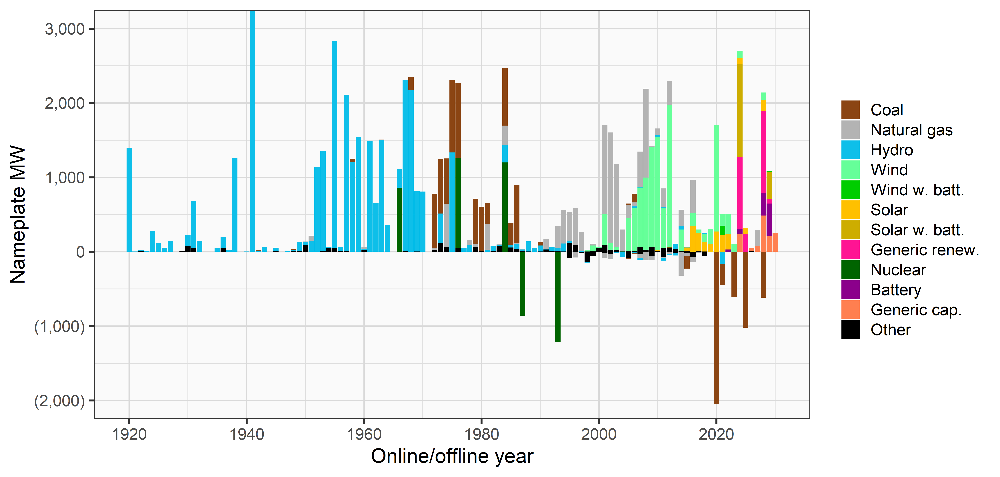 Nameplate MW
3,000
2,000
1,000
0
(1,000)
(2,000)
1920 1940 1960 1980 2000 2020
Online/offline year
Coal
Natural gas
Hydro
Wind
Wind w. batt.
Solar
Solar w. batt.
Generic renew.
Nuclear
Battery
Generic cap.
Other